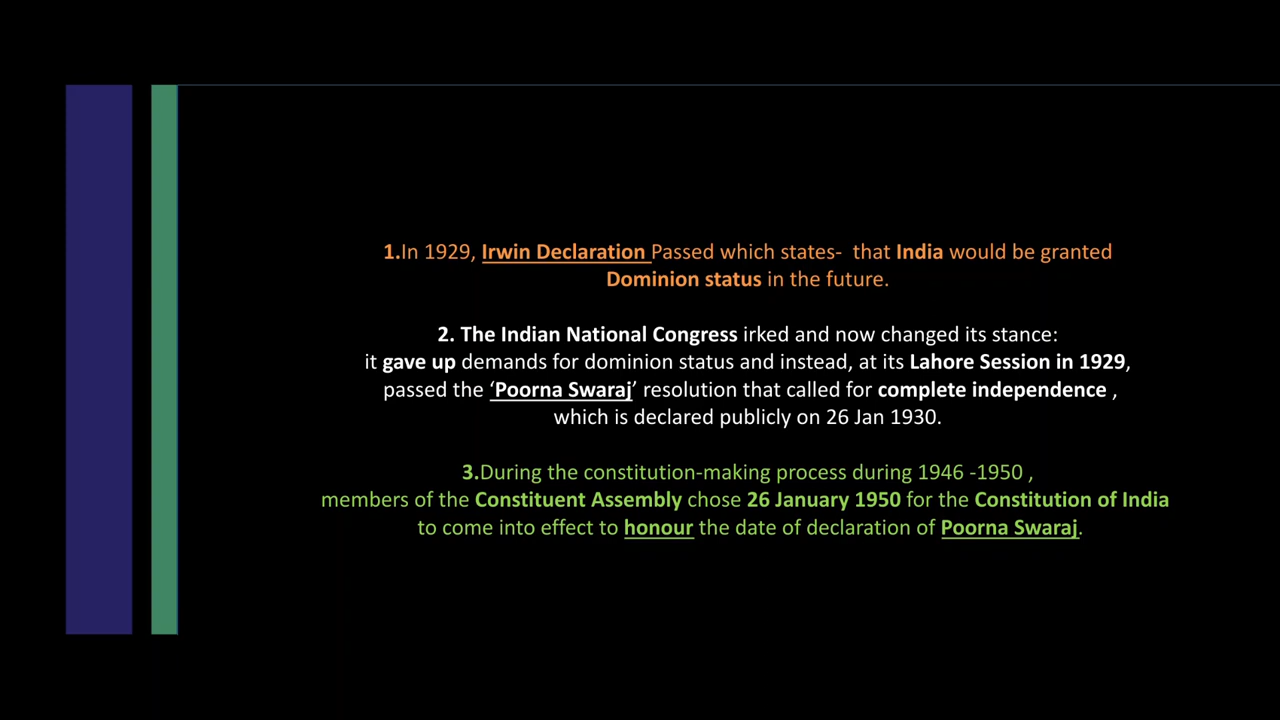 1.In 1929, Irwin Declaration Passed which states-  that India would be granted
Dominion status in the future.
2. The Indian National Congress irked and now changed its stance:
it gave up demands for dominion status and instead, at its Lahore Session in 1929,
passed the ‘Poorna Swaraj’ resolution that called for complete independence ,
which is declared publicly on 26 Jan 1930.
3.During the constitution-making process during 1946 -1950 ,
members of the Constituent Assembly chose 26 January 1950 for the Constitution of India
to come into effect to honour the date of declaration of Poorna Swaraj.